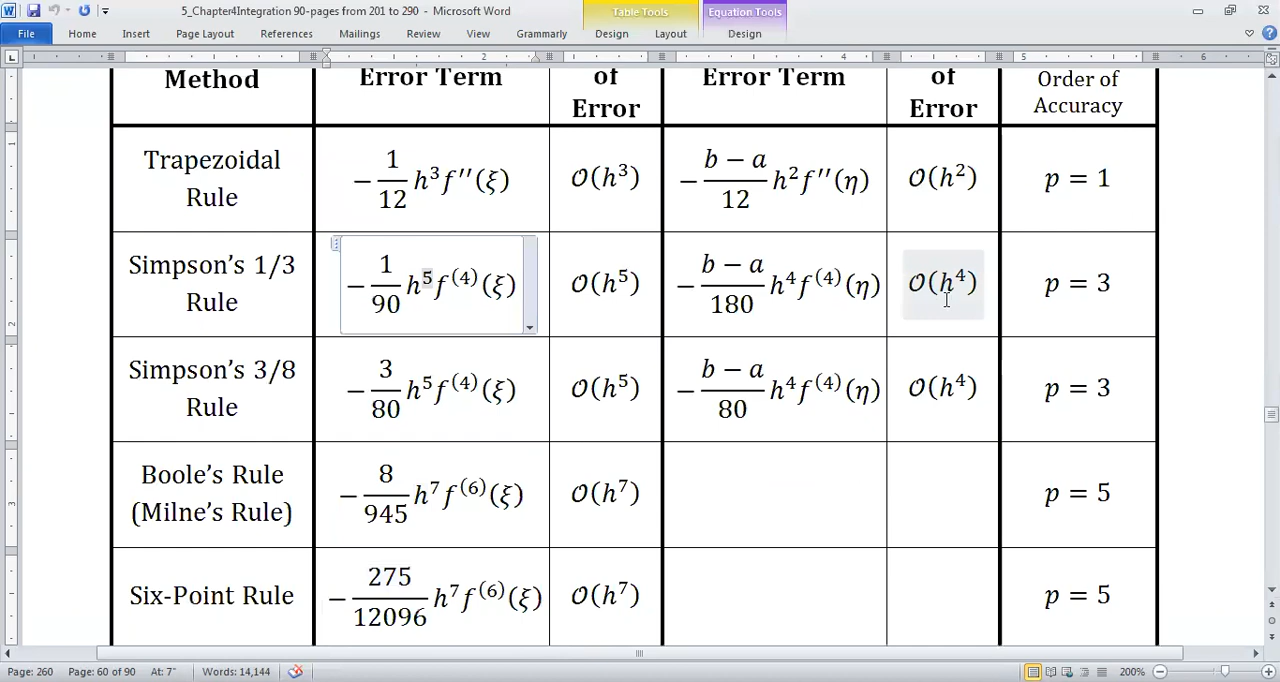 5_Chapter4Integration 90-pages from 201 to 290 - Microsoft Word
Table Tools
Equation Tools
File Home Insert Page Layout References Mailings Review View Grammarly Design Layout Design
2 4 5 6
Method Error Term of Error Error Term of Error Order of Accuracy
Trapezoidal Rule −1/12 h³f′′(ξ) 𝒪(h³) −(b − a)/12 h²f′′(η) 𝒪(h²) p = 1
Simpson’s 1/3 Rule −1/90 h⁵f⁽⁴⁾(ξ) 𝒪(h⁵) −(b − a)/180 h⁴f⁽⁴⁾(η) 𝒪(h⁴) p = 3
Simpson’s 3/8 Rule −3/80 h⁵f⁽⁴⁾(ξ) 𝒪(h⁵) −(b − a)/80 h⁴f⁽⁴⁾(η) 𝒪(h⁴) p = 3
Boole’s Rule (Milne’s Rule) −8/945 h⁷f⁽⁶⁾(ξ) 𝒪(h⁷) p = 5
Six-Point Rule −275/12096 h⁷f⁽⁶⁾(ξ) 𝒪(h⁷) p = 5
Page: 260 Page: 60 of 90 At: 7" Words: 14,144 200%